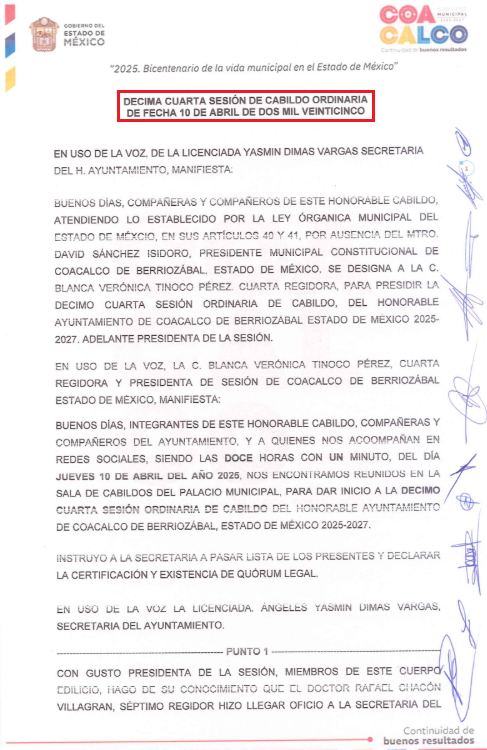 GOBIERNO DEL
ESTADO DE
MÉXICO
COA
CALCO
MUNICIPAL
Continuidad de buenos resultados
"2025. Bicentenario de la vida municipal en el Estado de México"
DECIMA CUARTA SESIÓN DE CABILDO ORDINARIA
DE FECHA 10 DE ABRIL DE DOS MIL VEINTICINCO
EN USO DE LA VOZ, DE LA LICENCIADA YASMIN DIMAS VARGAS SECRETARIA
DEL H. AYUNTAMIENTO, MANIFIESTA:
BUENOS DÍAS, COMPAÑERAS Y COMPAÑEROS DE ESTE HONORABLE CABILDO,
ATENDIENDO LO ESTABLECIDO POR LA LEY ÓRGANICA MUNICIPAL DEL
ESTADO DE MÉXCIO, EN SUS ARTÍCULOS 40 Y 41, POR AUSENCIA DEL MTRO.
DAVID SÁNCHEZ ISIDORO, PRESIDENTE MUNICIPAL CONSTITUCIONAL DE
COACALCO DE BERRIOZÁBAL, ESTADO DE MÉXICO. SE DESIGNA A LA C.
BLANCA VERÓNICA TINOCO PÉREZ. CUARTA REGIDORA, PARA PRESIDIR LA
DECIMO CUARTA SESIÓN ORDINARIA DE CABILDO, DEL HONORABLE
AYUNTAMIENTO DE COACALCO DE BERRIOZABAL ESTADO DE MÉXICO 2025-
2027. ADELANTE PRESIDENTA DE LA SESIÓN.
EN USO DE LA VOZ, LA C. BLANCA VERÓNICA TINOCO PÉREZ, CUARTA
REGIDORA Y PRESIDENTA DE SESIÓN DE COACALCO DE BERRIOZÁBAL
ESTADO DE MÉXICO, MANIFIESTA:
BUENOS DÍAS, INTEGRANTES DE ESTE HONORABLE CABILDO, COMPAÑERAS Y
COMPAÑEROS DEL AYUNTAMIENTO, Y A QUIENES NOS ACOOMPAÑAN EN
REDES SOCIALES, SIENDO LAS DOCE HORAS CON UN MINUTO, DEL DÍA
JUEVES 10 DE ABRIL DEL AÑO 2025, NOS ENCONTRAMOS REUNIDOS EN LA
SALA DE CABILDOS DEL PALACIO MUNICIPAL, PARA DAR INICIO A LA DECIMO
CUARTA SESIÓN ORDINARIA DE CABILDO DEL HONORABLE AYUNTAMIENTO
DE COACALCO DE BERRIOZÁBAL, ESTADO DE MÉXICO 2025-2027.
INSTRUYO A LA SECRETARIA A PASAR LISTA DE LOS PRESENTES Y DECLARAR
LA CERTIFICACIÓN Y EXISTENCIA DE QUÓRUM LEGAL.
EN USO DE LA VOZ LA LICENCIADA. ÁNGELES YASMIN DIMAS VARGAS,
SECRETARIA DEL AYUNTAMIENTO.
PUNTO 1
CON GUSTO PRESIDENTA DE LA SESIÓN, MIEMBROS DE ESTE CUERPO
EDILICIO, HAGO DE SU CONOCIMIENTO QUE EL DOCTOR RAFAEL CHACÓN
VILLAGRAN, SÉPTIMO REGIDOR HIZO LLEGAR OFICIO A LA SECRETARIA DEL
Continuidad de
buenos resultados